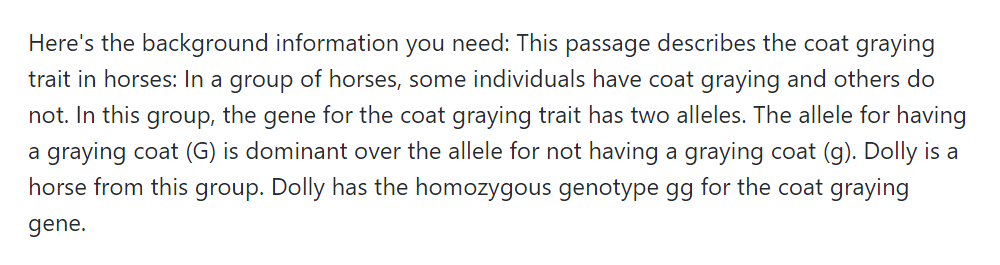 Here's the background information you need: This passage describes the coat graying
trait in horses: In a group of horses, some individuals have coat graying and others do
not. In this group, the gene for the coat graying trait has two alleles. The allele for having
a graying coat (G) is dominant over the allele for not having a graying coat (g). Dolly is a
horse from this group. Dolly has the homozygous genotype gg for the coat graying
gene.